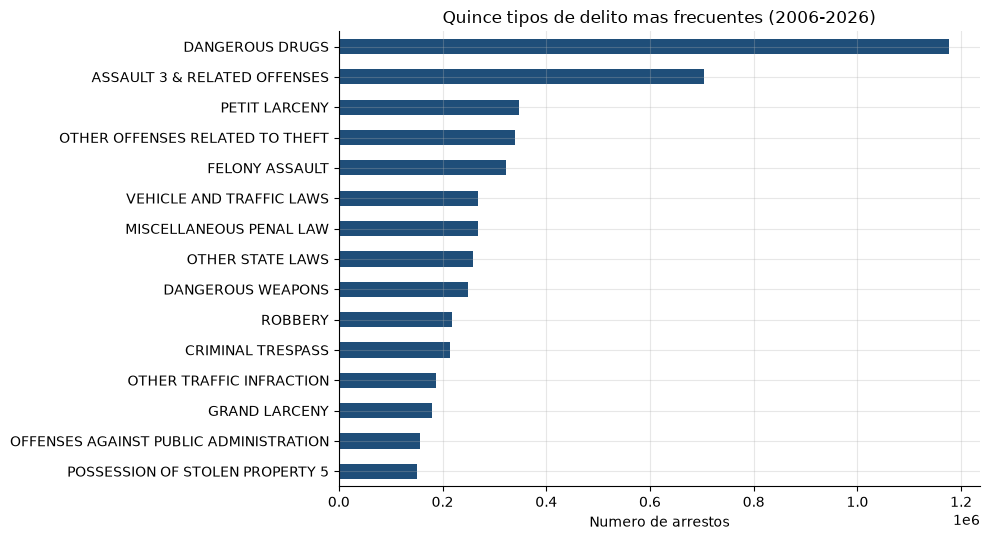 Quince tipos de delito mas frecuentes (2006-2026)
DANGEROUS DRUGS
ASSAULT 3 & RELATED OFFENSES
PETIT LARCENY
OTHER OFFENSES RELATED TO THEFT
FELONY ASSAULT
VEHICLE AND TRAFFIC LAWS
MISCELLANEOUS PENAL LAW
OTHER STATE LAWS
DANGEROUS WEAPONS
ROBBERY
CRIMINAL TRESPASS
OTHER TRAFFIC INFRACTION
GRAND LARCENY
OFFENSES AGAINST PUBLIC ADMINISTRATION
POSSESSION OF STOLEN PROPERTY 5
0.0 0.2 0.4 0.6 0.8 1.0 1.2
1e6
Numero de arrestos